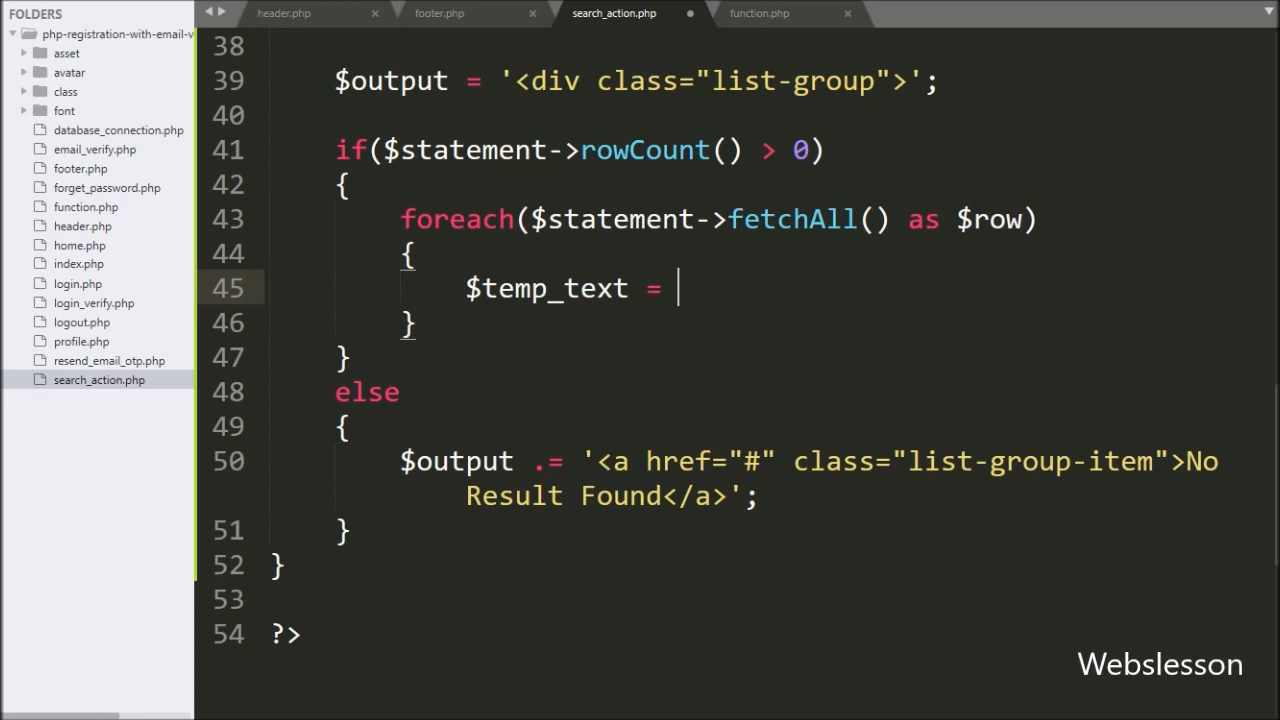 FOLDERS
php-registration-with-email-v
asset
avatar
class
font
database_connection.php
email_verify.php
footer.php
forget_password.php
function.php
header.php
home.php
index.php
login.php
login_verify.php
logout.php
profile.php
resend_email_otp.php
search_action.php
header.php footer.php search_action.php function.php
38
39 $output = '<div class="list-group">';
40
41 if($statement->rowCount() > 0)
42 {
43 foreach($statement->fetchAll() as $row)
44 {
45 $temp_text =
46 }
47 }
48 else
49 {
50 $output .= '<a href="#" class="list-group-item">No
Result Found</a>';
51 }
52 }
53
54 ?>
Webslesson